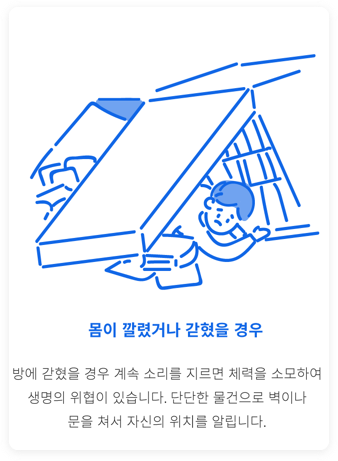 몸이 깔렸거나 갇혔을 경우
방에 갇혔을 경우 계속 소리를 지르면 체력을 소모하여
생명의 위협이 있습니다. 단단한 물건으로 벽이나
문을 쳐서 자신의 위치를 알립니다.